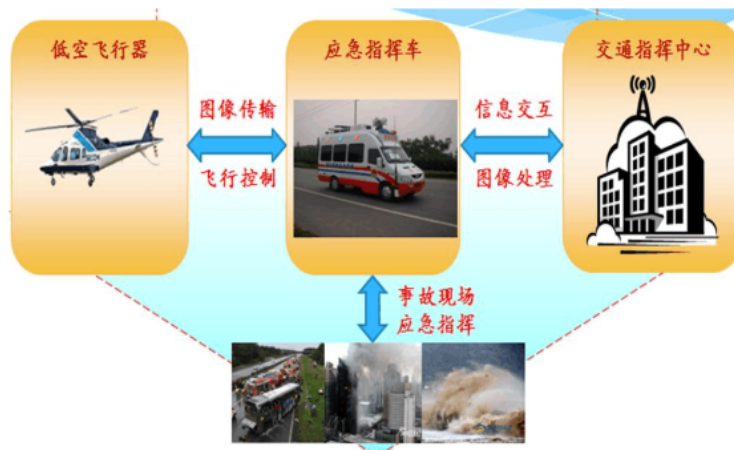 低空飞行器
应急指挥车
交通指挥中心
图像传输
飞行控制
信息交互
图像处理
事故现场
应急指挥